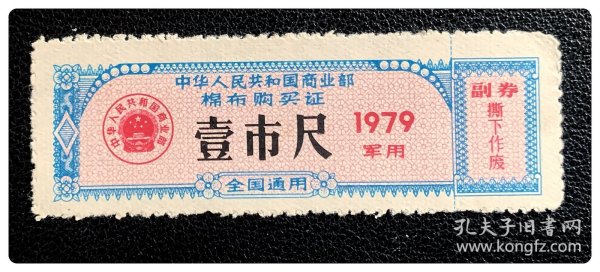 中华人民共和国商业部
棉布购买证
中华人民共和国商业部
壹市尺
1979
军用
全国通用
副券
撕下作废
孔夫子旧书网
www.kongfz.com